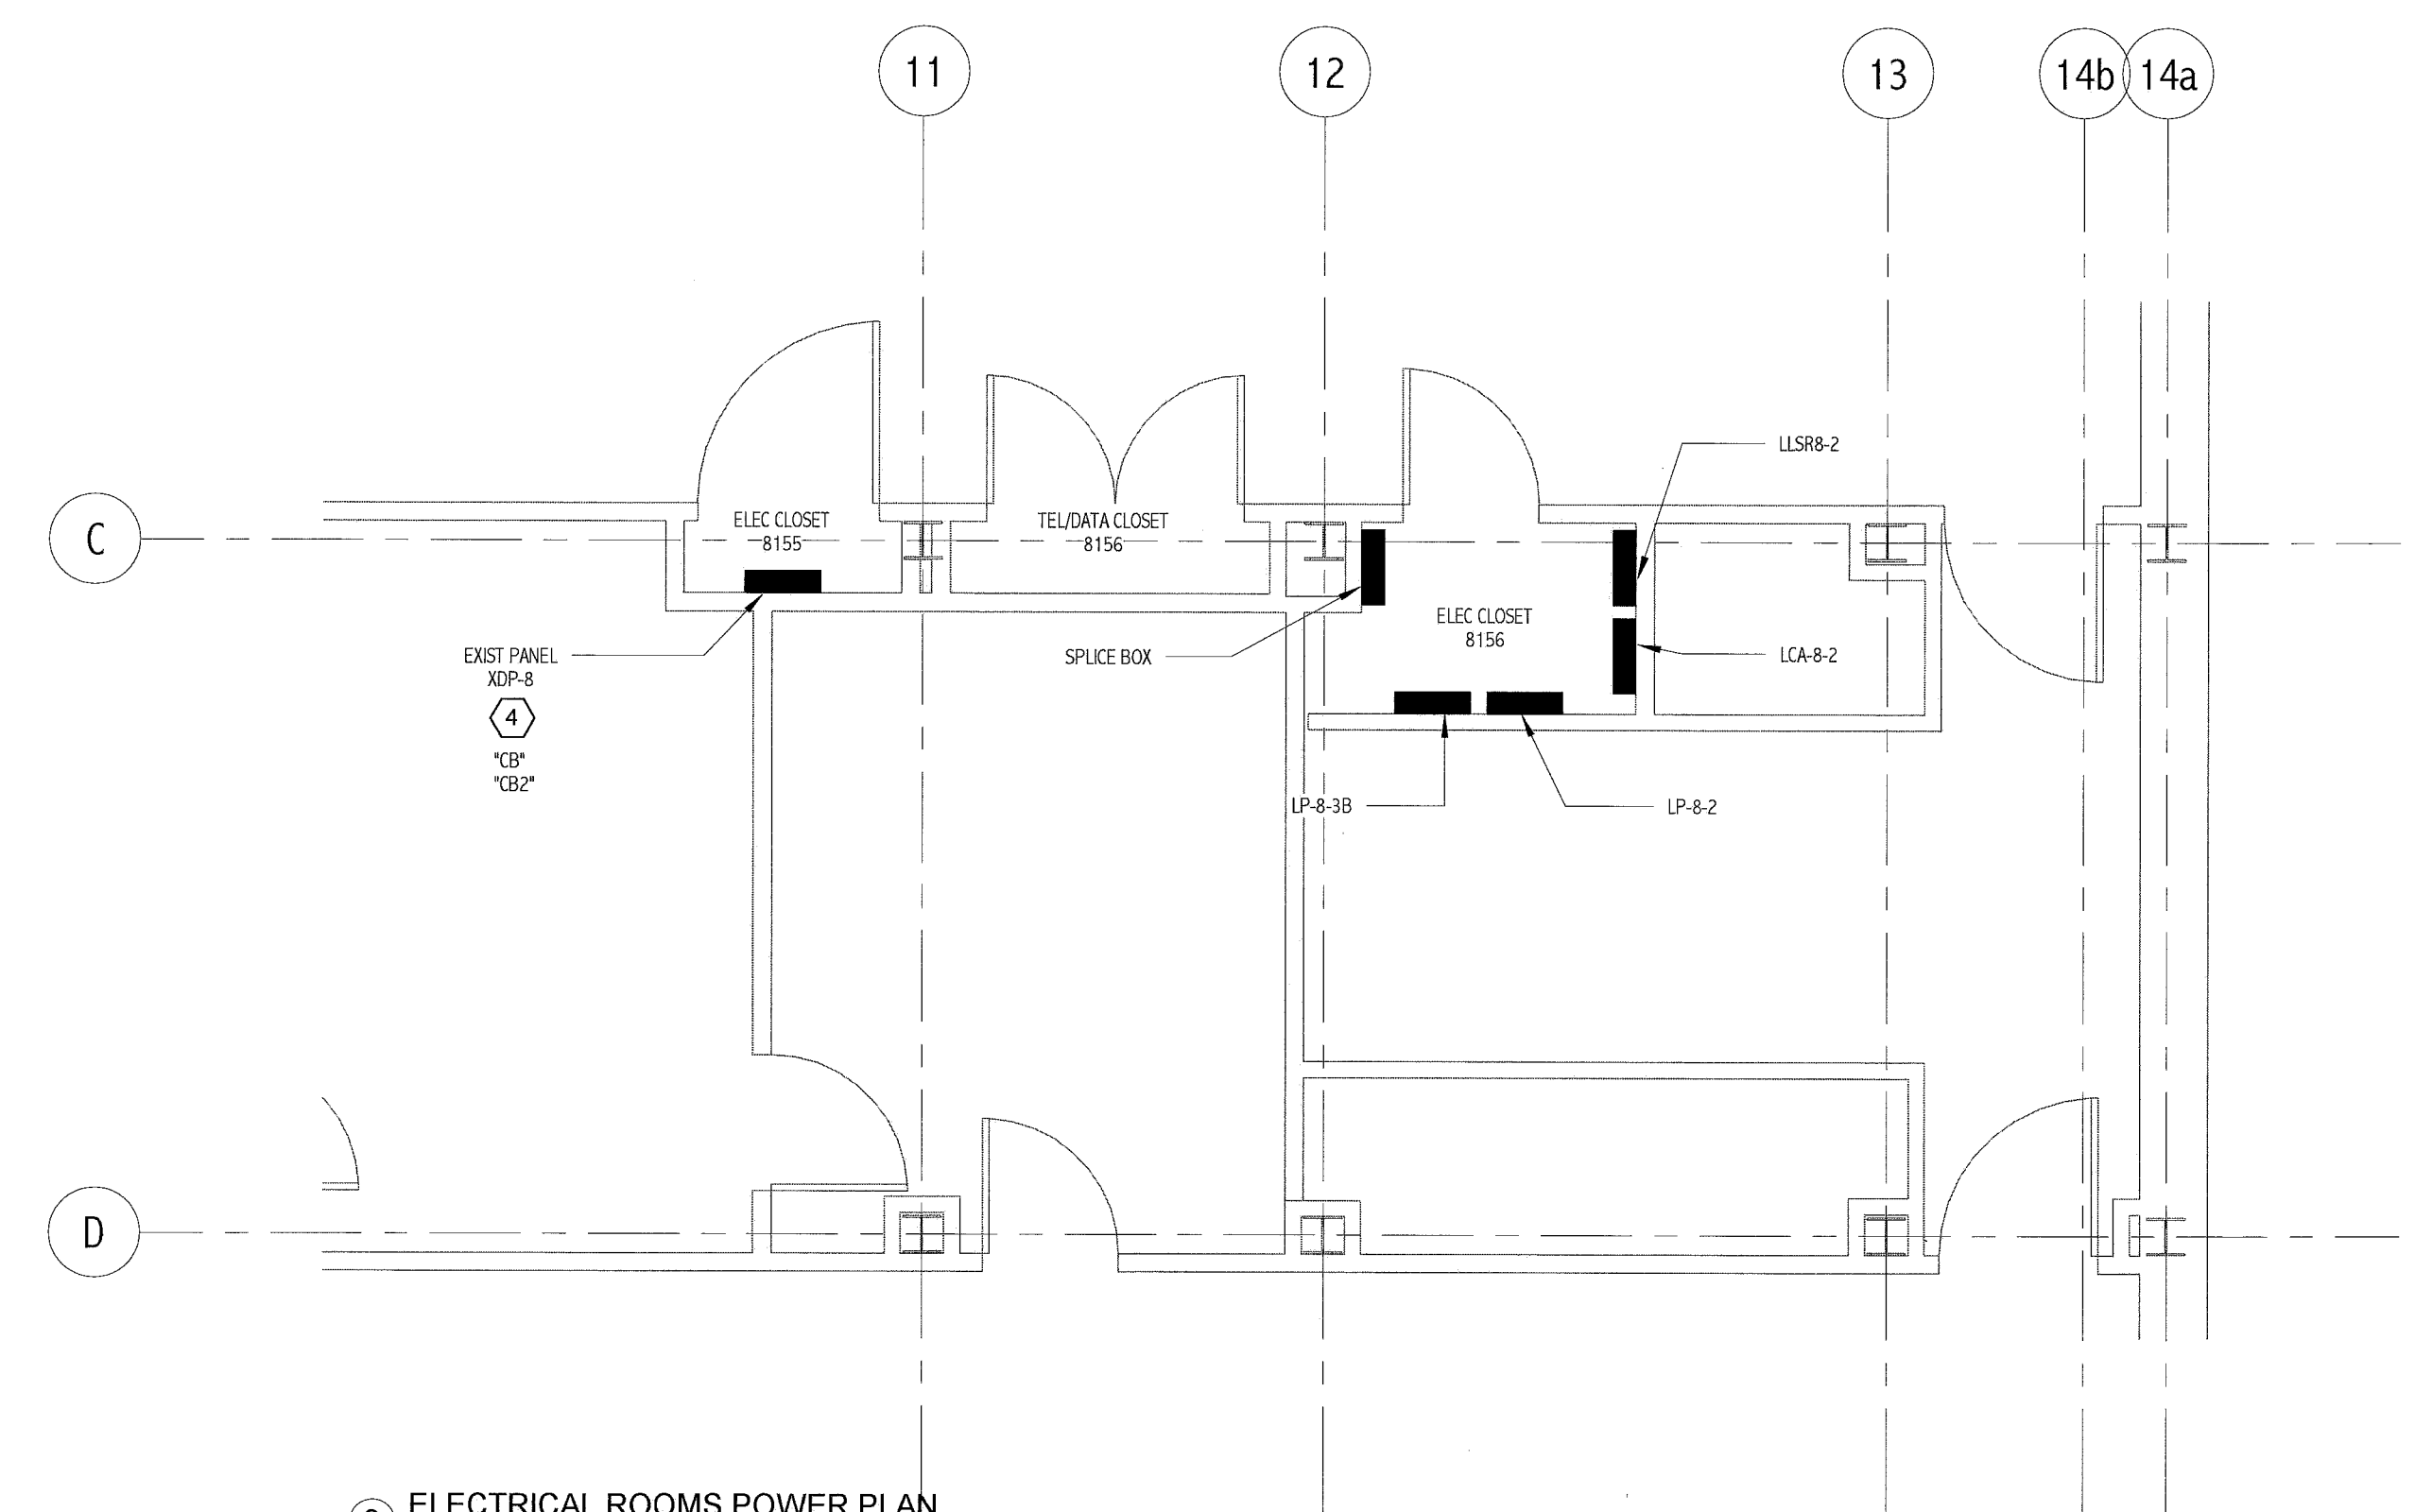 11
12
13
14b
14a
LLSR8-2
C
ELEC CLOSET
8155
TEL/DATA CLOSET
8156
ELEC CLOSET
8156
EXIST PANEL
XDP-8
4
"CB"
"CB2"
SPLICE BOX
LCA-8-2
LP-8-3B
LP-8-2
D
ELECTRICAL ROOMS POWER PLAN